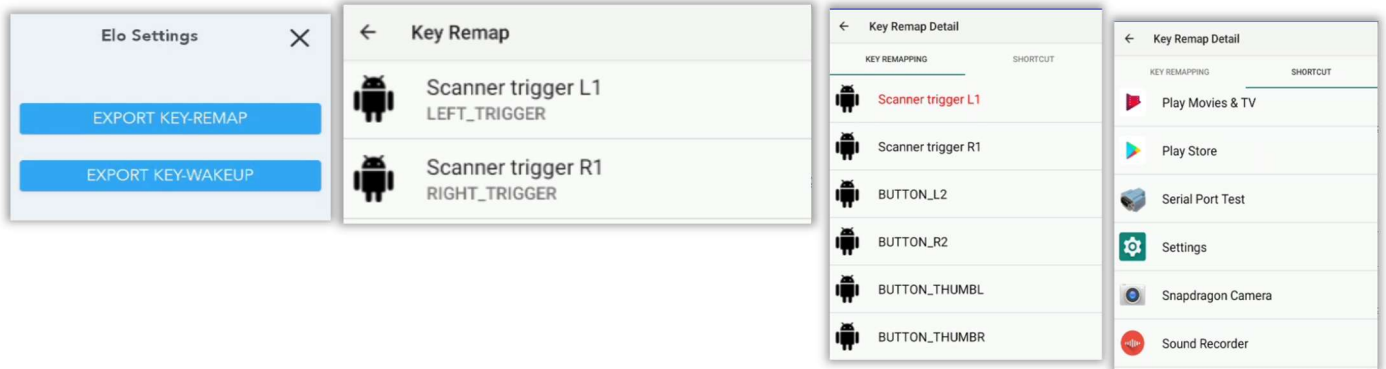 Elo Settings
EXPORT KEY-REMAP
EXPORT KEY-WAKEUP
Key Remap
Scanner trigger L1
LEFT_TRIGGER
Scanner trigger R1
RIGHT_TRIGGER
Key Remap Detail
KEY REMAPPING SHORTCUT
Scanner trigger L1
Scanner trigger R1
BUTTON_L2
BUTTON_R2
BUTTON_THUMBL
BUTTON_THUMBR
Key Remap Detail
KEY REMAPPING SHORTCUT
Play Movies & TV
Play Store
Serial Port Test
Settings
Snapdragon Camera
Sound Recorder